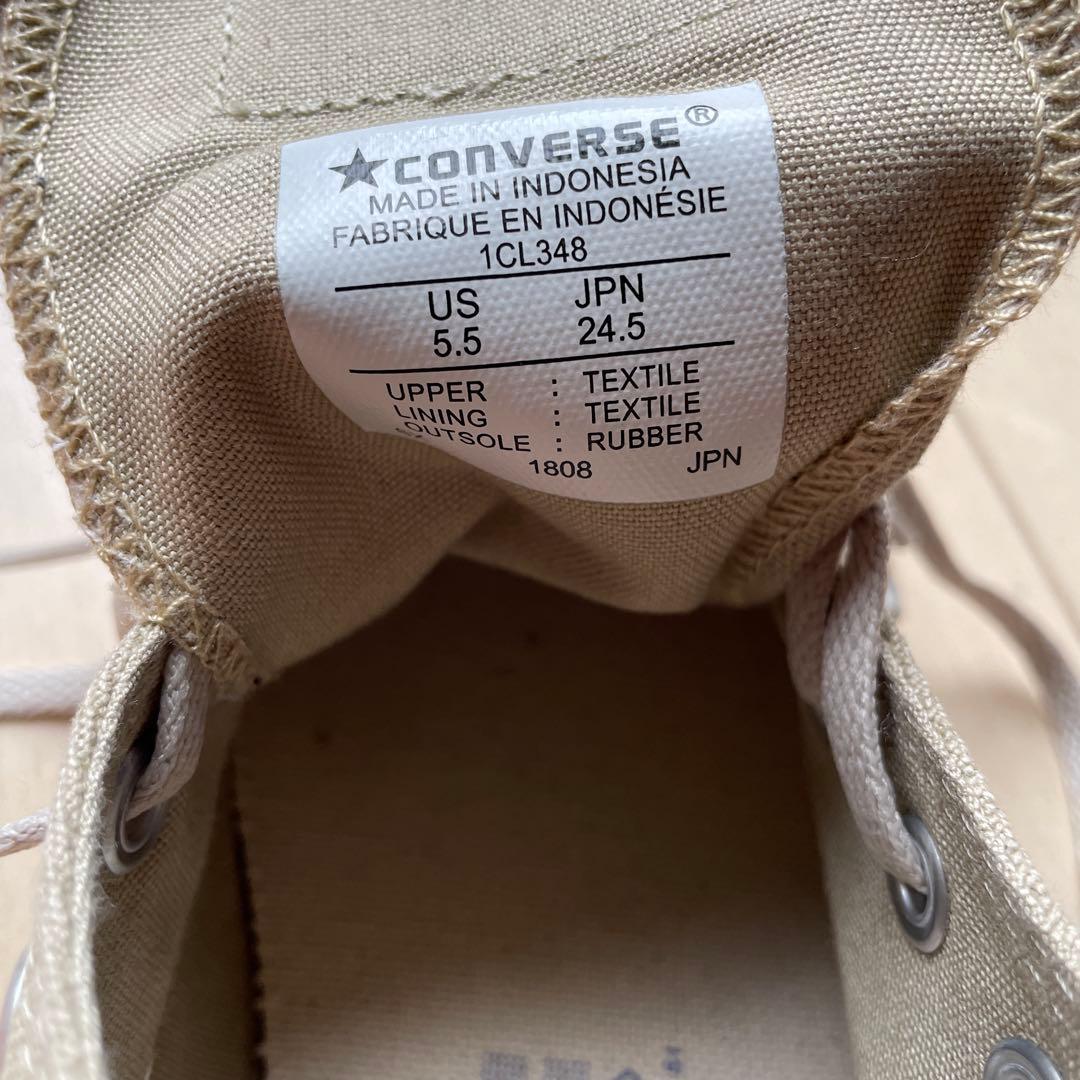 ★CONVERSE®
MADE IN INDONESIA
FABRIQUE EN INDONÉSIE
1CL348
US JPN
5.5 24.5
UPPER : TEXTILE
LINING : TEXTILE
OUTSOLE : RUBBER
1808 JPN